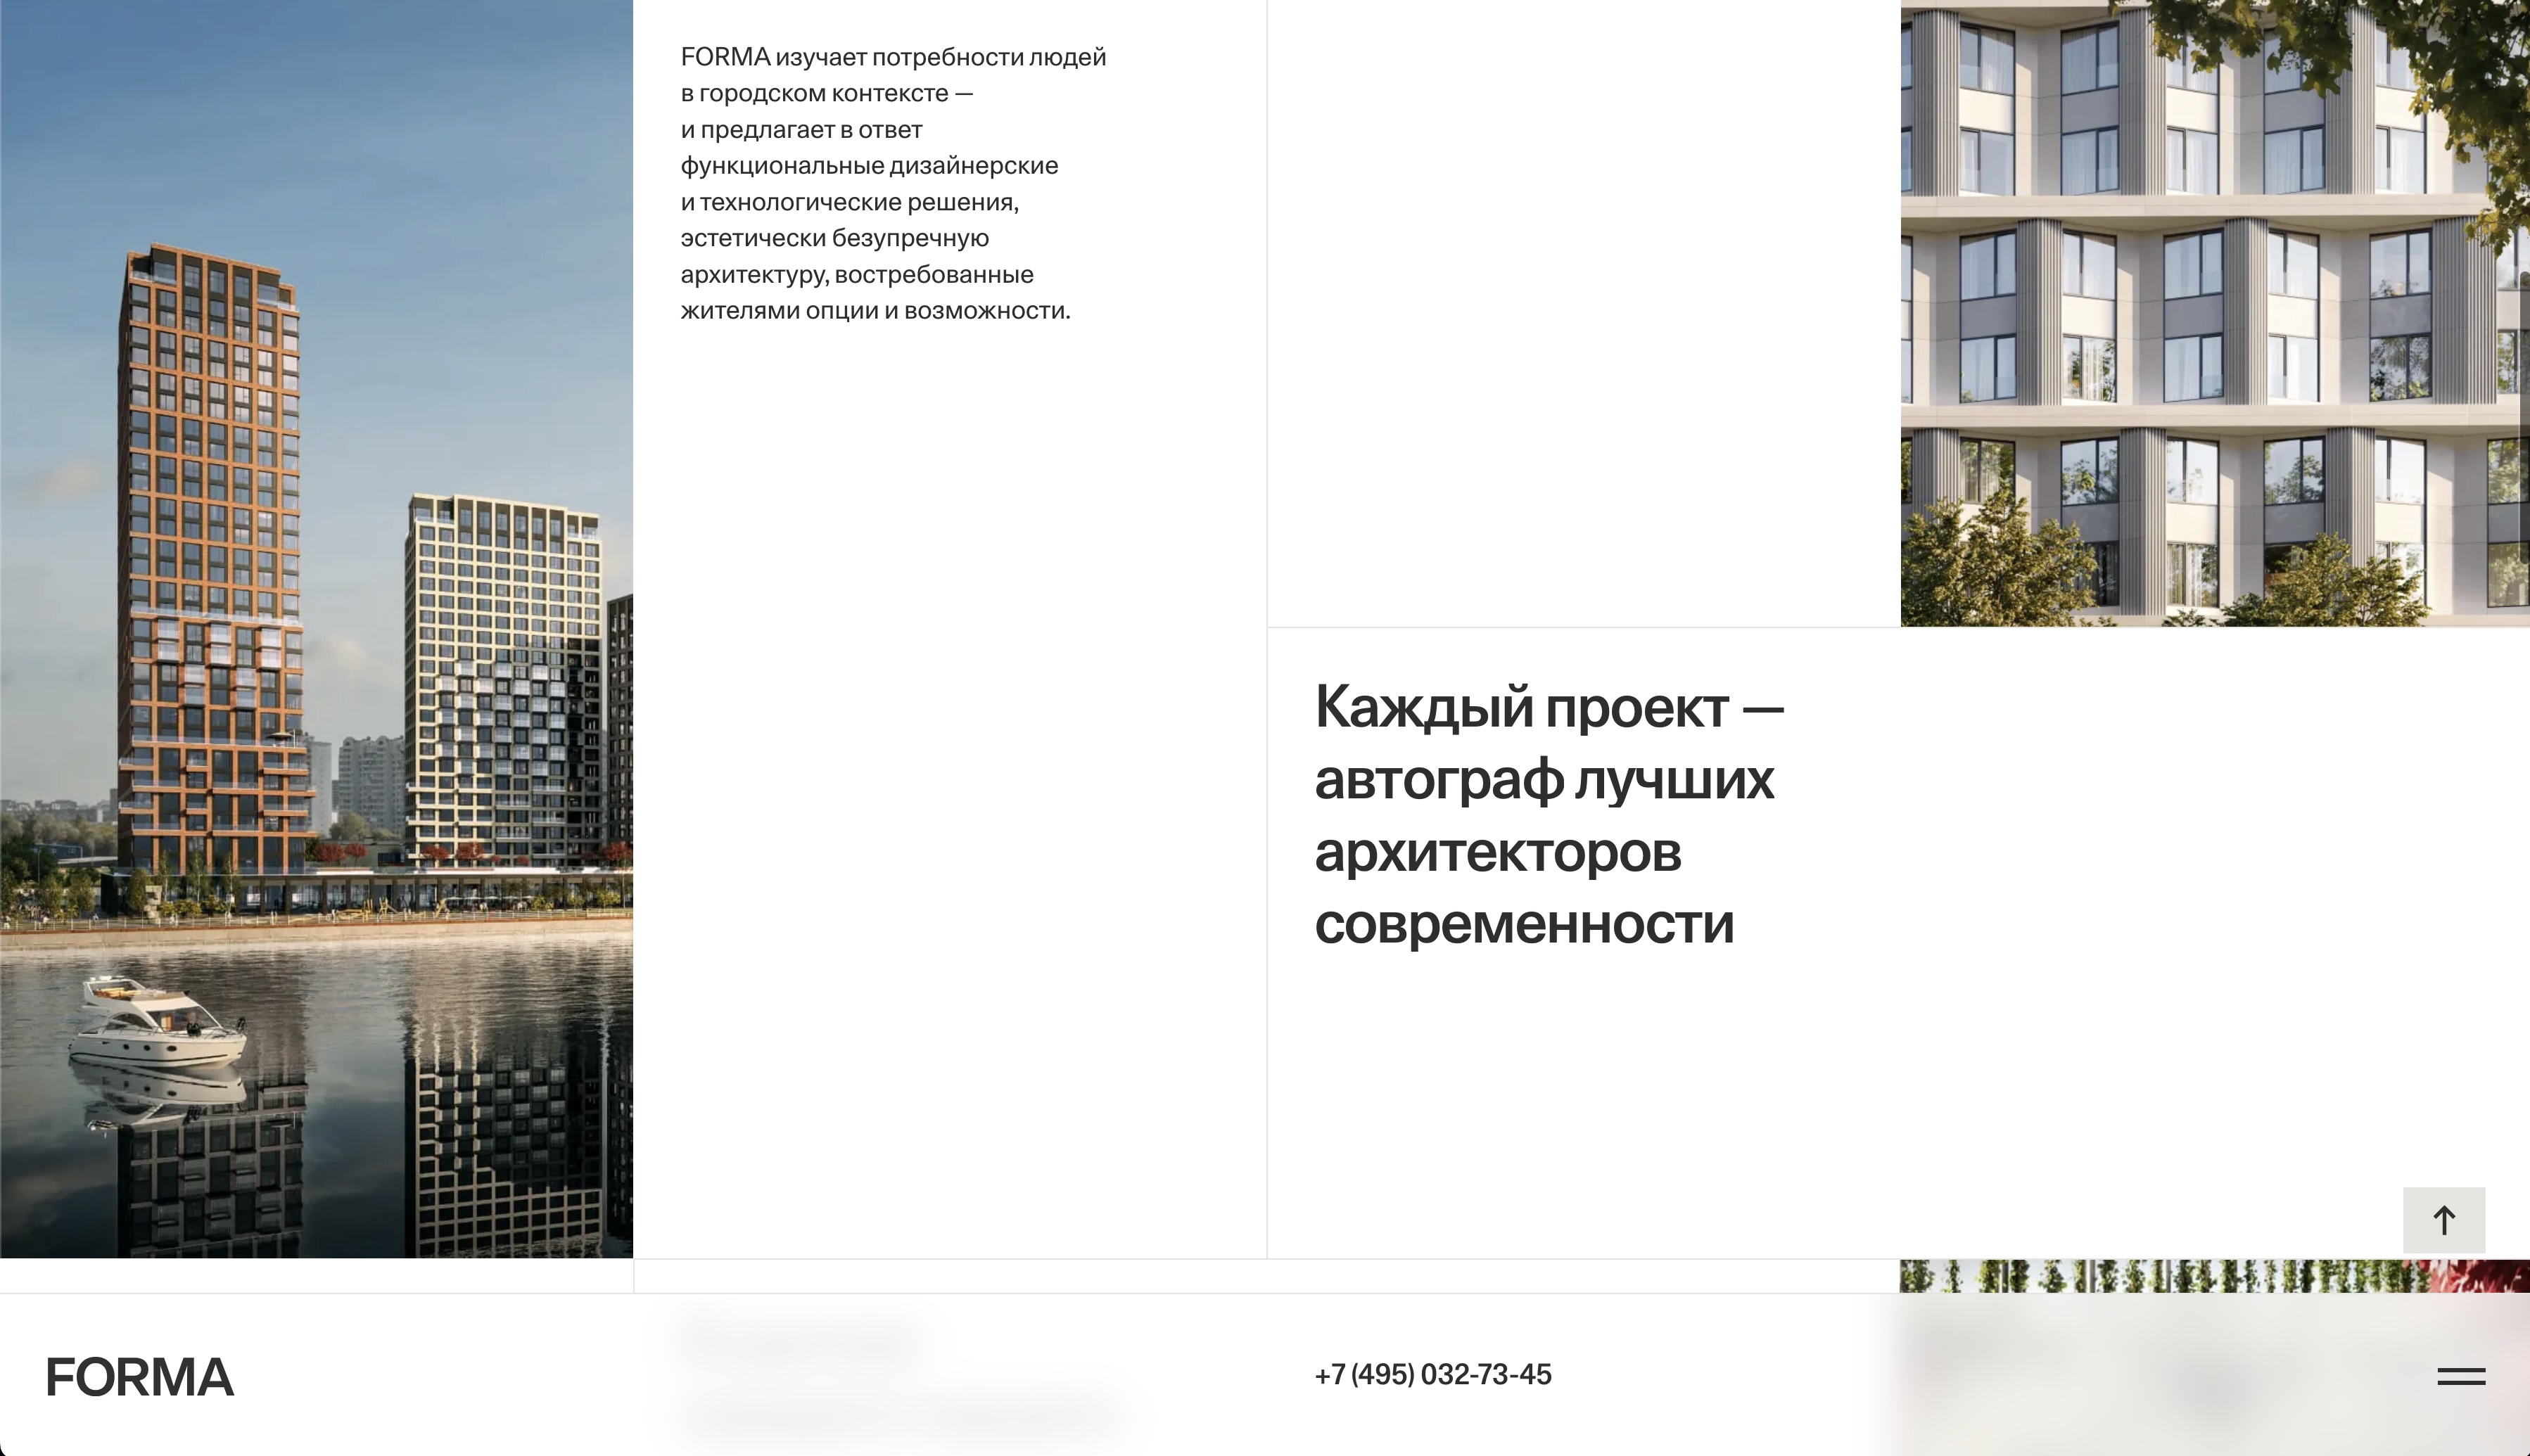 FORMA изучает потребности людей
в городском контексте —
и предлагает в ответ
функциональные дизайнерские
и технологические решения,
эстетически безупречную
архитектуру, востребованные
жителями опции и возможности.
Каждый проект —
автограф лучших
архитекторов
современности
FORMA
+7 (495) 032-73-45